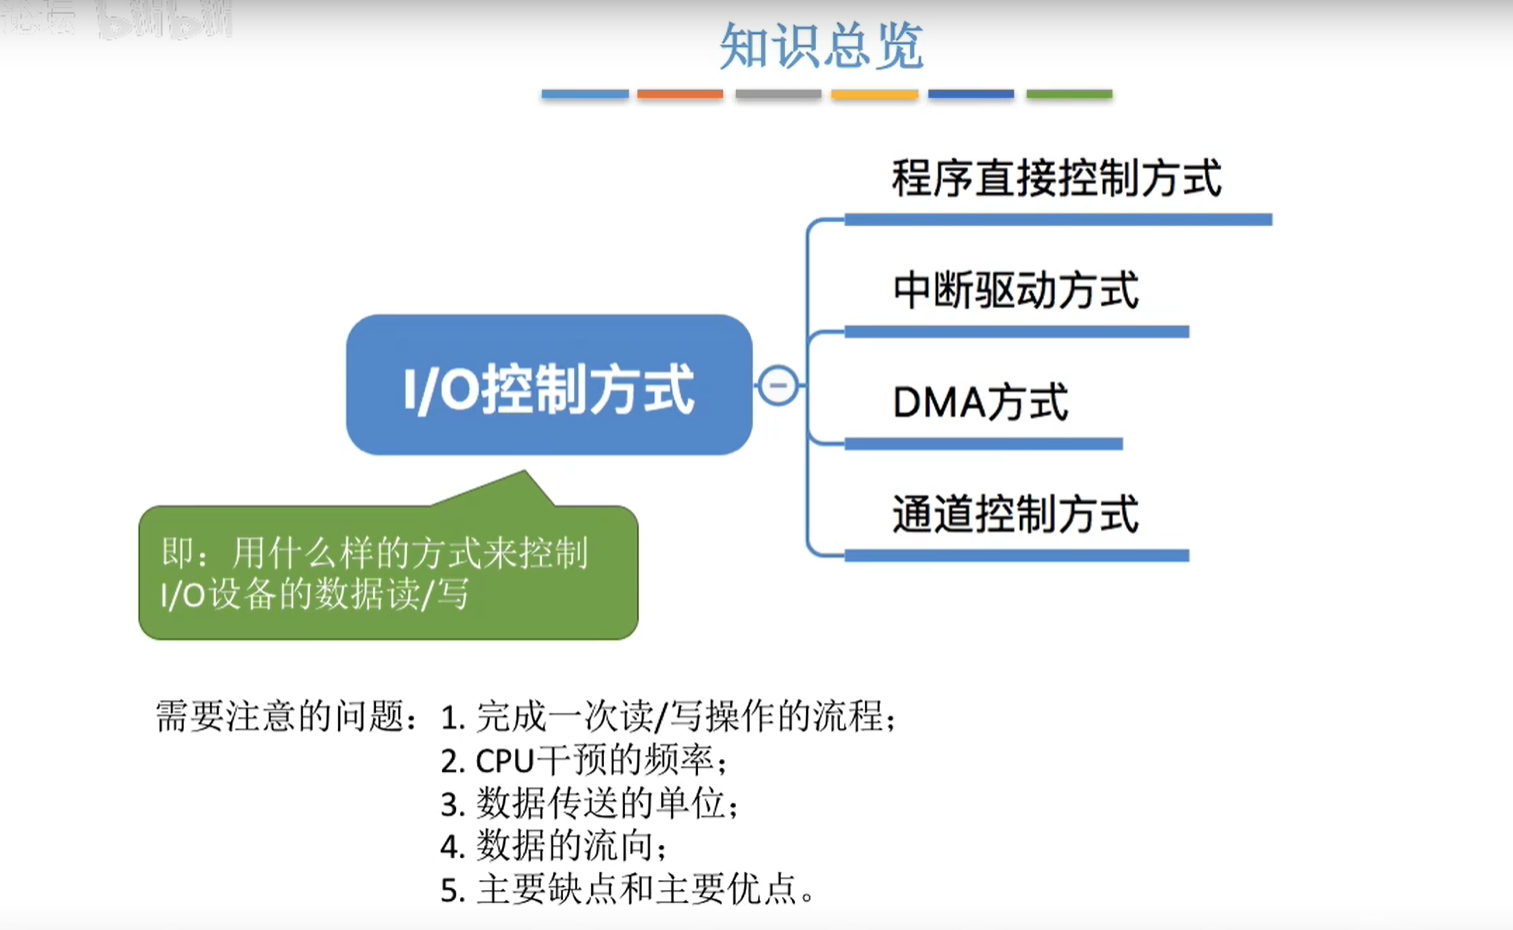 论坛 bilibili
知识总览
程序直接控制方式
中断驱动方式
I/O控制方式
DMA方式
通道控制方式
即：用什么样的方式来控制
I/O设备的数据读/写
需要注意的问题：1. 完成一次读/写操作的流程；
2. CPU干预的频率；
3. 数据传送的单位；
4. 数据的流向；
5. 主要缺点和主要优点。